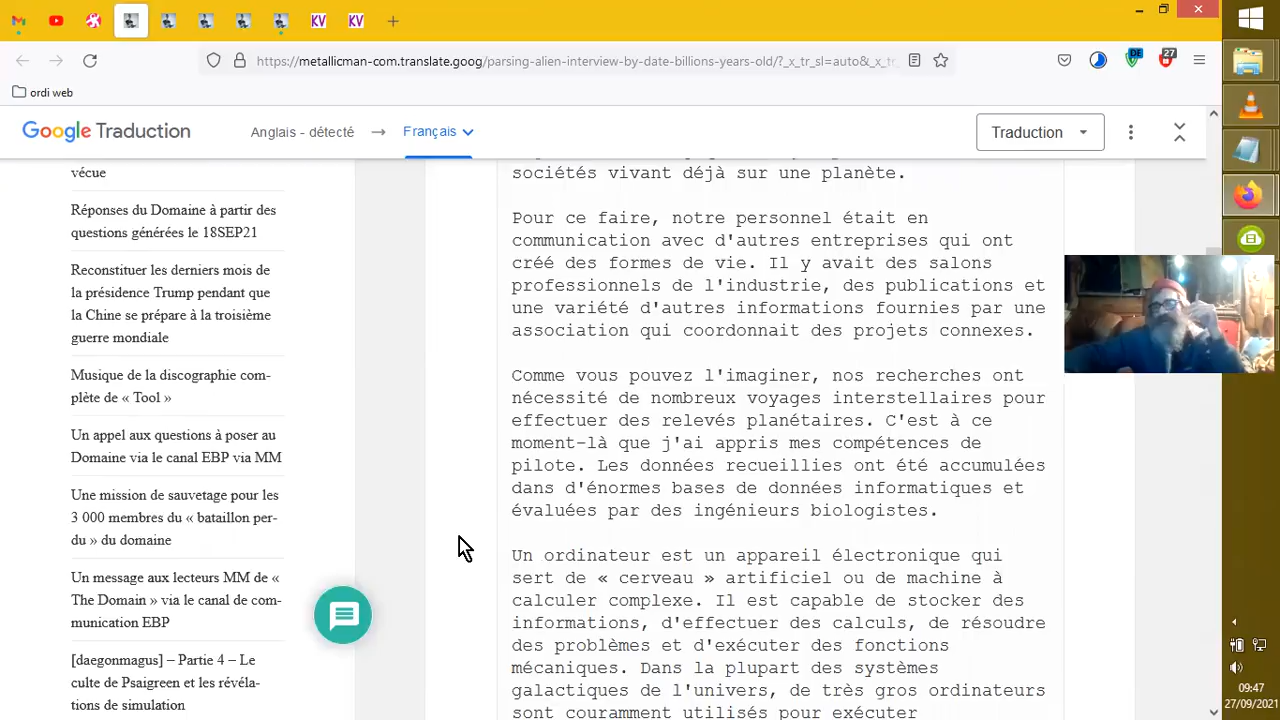 KV
KV
https://metallicman-com.translate.goog/parsing-alien-interview-by-date-billions-years-old/?_x_tr_sl=auto&_x_tr_
DE
27
ordi web
Google Traduction
Anglais - détecté
Français
Traduction
vécue
Réponses du Domaine à partir des
questions générées le 18SEP21
Reconstituer les derniers mois de
la présidence Trump pendant que
la Chine se prépare à la troisième
guerre mondiale
Musique de la discographie com-
plète de « Tool »
Un appel aux questions à poser au
Domaine via le canal EBP via MM
Une mission de sauvetage pour les
3 000 membres du « bataillon per-
du » du domaine
Un message aux lecteurs MM de «
The Domain » via le canal de com-
munication EBP
[daegonmagus] – Partie 4 – Le
culte de Psaigreen et les révéla-
tions de simulation
sociétés vivant déjà sur une planète.
Pour ce faire, notre personnel était en
communication avec d'autres entreprises qui ont
créé des formes de vie. Il y avait des salons
professionnels de l'industrie, des publications et
une variété d'autres informations fournies par une
association qui coordonnait des projets connexes.
Comme vous pouvez l'imaginer, nos recherches ont
nécessité de nombreux voyages interstellaires pour
effectuer des relevés planétaires. C'est à ce
moment-là que j'ai appris mes compétences de
pilote. Les données recueillies ont été accumulées
dans d'énormes bases de données informatiques et
évaluées par des ingénieurs biologistes.
Un ordinateur est un appareil électronique qui
sert de « cerveau » artificiel ou de machine à
calculer complexe. Il est capable de stocker des
informations, d'effectuer des calculs, de résoudre
des problèmes et d'exécuter des fonctions
mécaniques. Dans la plupart des systèmes
galactiques de l'univers, de très gros ordinateurs
sont couramment utilisés pour exécuter
09:47
27/09/2021